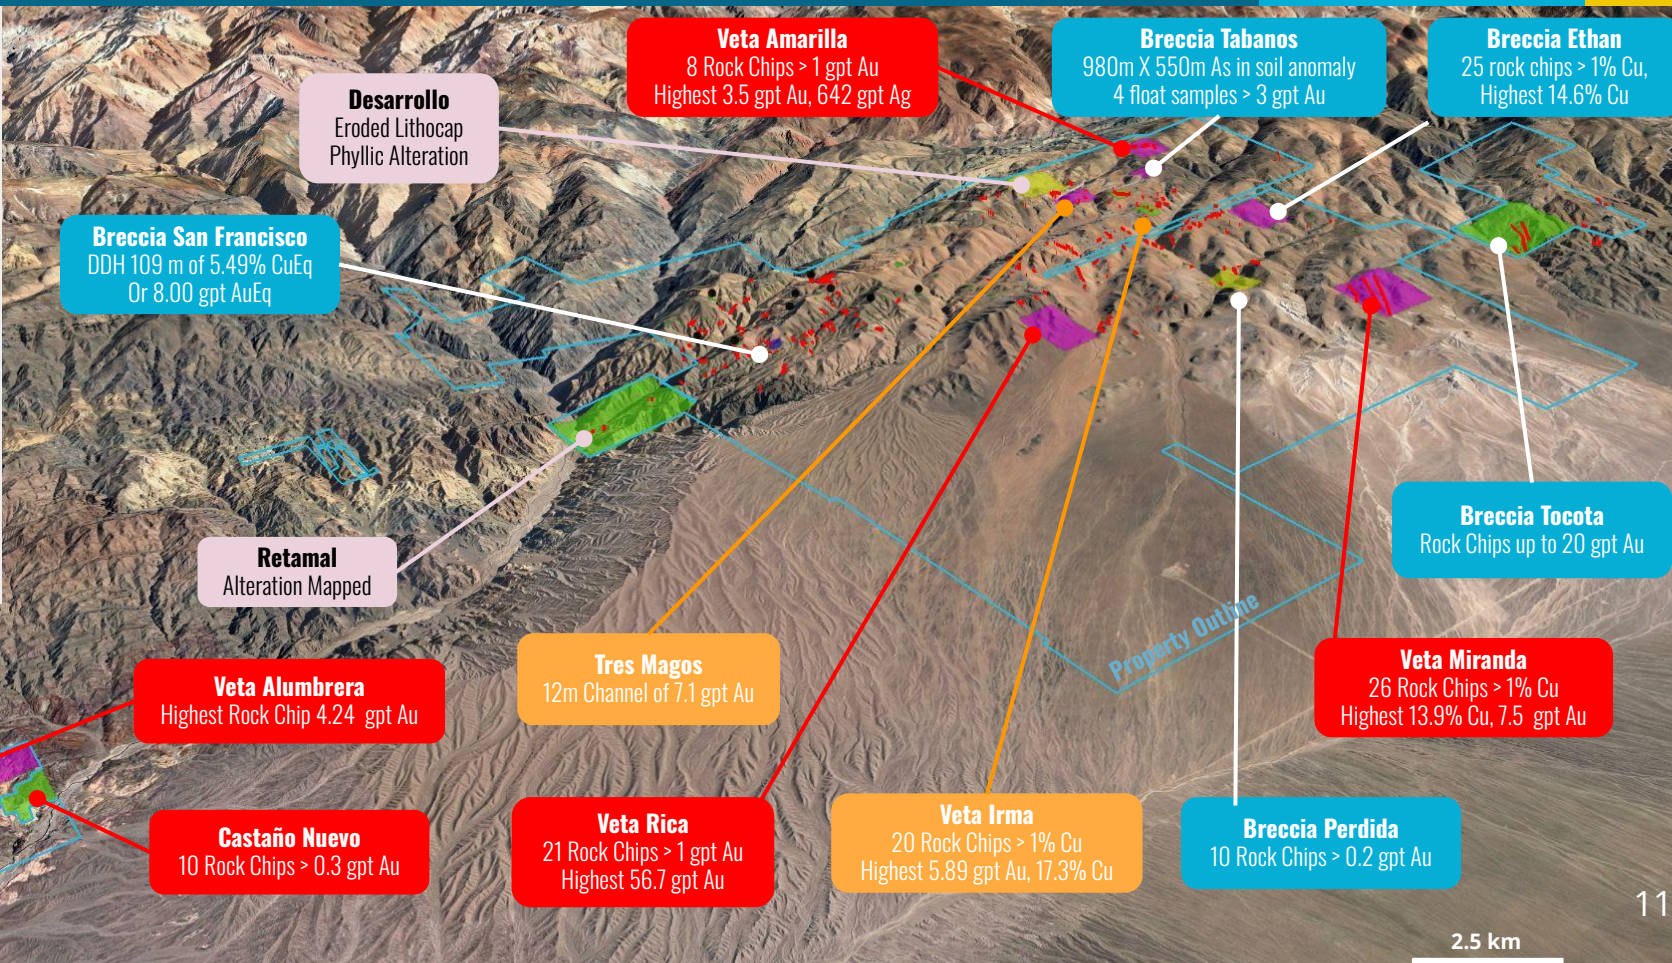 Veta Amarilla
8 Rock Chips > 1 gpt Au
Highest 3.5 gpt Au, 642 gpt Ag
Breccia Tabanos
980m X 550m As in soil anomaly
4 float samples > 3 gpt Au
Breccia Ethan
25 rock chips > 1% Cu,
Highest 14.6% Cu
Desarrollo
Eroded Lithocap
Phyllic Alteration
Breccia San Francisco
DDH 109 m of 5.49% CuEq
Or 8.00 gpt AuEq
Breccia Tocota
Rock Chips up to 20 gpt Au
Retamal
Alteration Mapped
Property Outline
Tres Magos
12m Channel of 7.1 gpt Au
Veta Miranda
26 Rock Chips > 1% Cu
Highest 13.9% Cu, 7.5 gpt Au
Veta Alumbrera
Highest Rock Chip 4.24 gpt Au
Castaño Nuevo
10 Rock Chips > 0.3 gpt Au
Veta Rica
21 Rock Chips > 1 gpt Au
Highest 56.7 gpt Au
Veta Irma
20 Rock Chips > 1% Cu
Highest 5.89 gpt Au, 17.3% Cu
Breccia Perdida
10 Rock Chips > 0.2 gpt Au
11
2.5 km